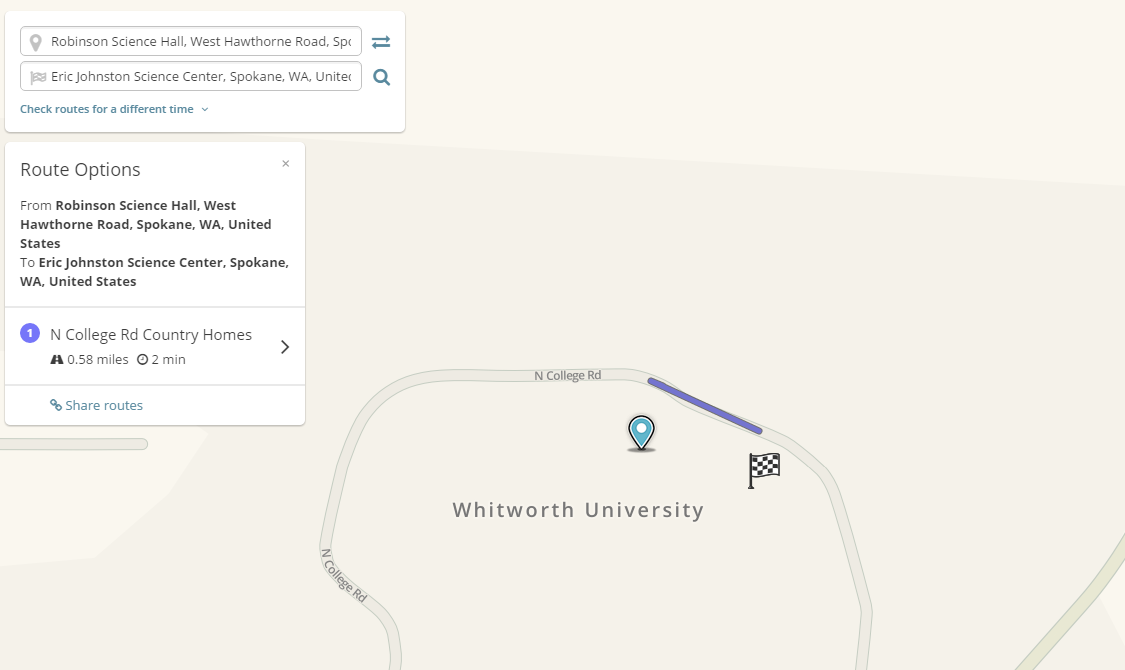 Robinson Science Hall, West Hawthorne Road, Spo
Eric Johnston Science Center, Spokane, WA, United
Check routes for a different time
Route Options
×
From Robinson Science Hall, West
Hawthorne Road, Spokane, WA, United
States
To Eric Johnston Science Center, Spokane,
WA, United States
1
N College Rd Country Homes
0.58 miles 2 min
Share routes
N College Rd
Whitworth University
N College Rd